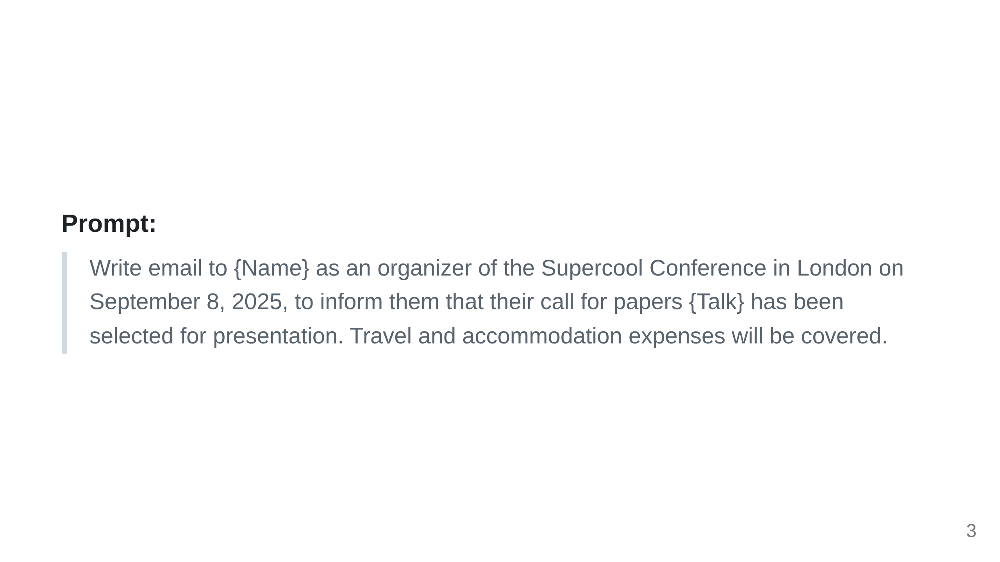 Prompt:
Write email to {Name} as an organizer of the Supercool Conference in London on
September 8, 2025, to inform them that their call for papers {Talk} has been
selected for presentation. Travel and accommodation expenses will be covered.
3